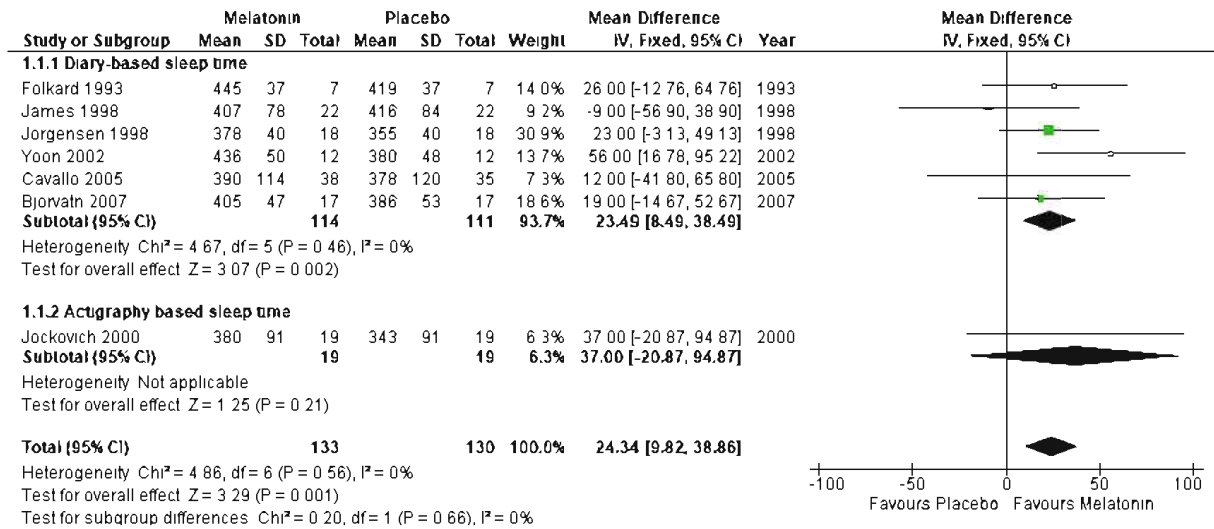 Melatonin Placebo Mean Difference Mean Difference
Study or Subgroup Mean SD Total Mean SD Total Weight IV, Fixed, 95% CI Year IV, Fixed, 95% CI
1.1.1 Diary-based sleep time
Folkard 1993 445 37 7 419 37 7 14 0% 26 00 [-12 76, 64 76] 1993
James 1998 407 78 22 416 84 22 9 2% -9 00 [-56 90, 38 90] 1998
Jorgensen 1998 378 40 18 355 40 18 30 9% 23 00 [-3 13, 49 13] 1998
Yoon 2002 436 50 12 380 48 12 13 7% 56 00 [16 78, 95 22] 2002
Cavallo 2005 390 114 38 378 120 35 7 3% 12 00 [-41 80, 65 80] 2005
Bjorvatn 2007 405 47 17 386 53 17 18 6% 19 00 [-14 67, 52 67] 2007
Subtotal (95% CI) 114 111 93.7% 23.49 [8.49, 38.49]
Heterogeneity Chi² = 4 67, df = 5 (P = 0 46), I² = 0%
Test for overall effect Z = 3 07 (P = 0 002)
1.1.2 Actigraphy based sleep time
Jockovich 2000 380 91 19 343 91 19 6 3% 37 00 [-20 87, 94 87] 2000
Subtotal (95% CI) 19 19 6.3% 37.00 [-20.87, 94.87]
Heterogeneity Not applicable
Test for overall effect Z = 1 25 (P = 0 21)
Total (95% CI) 133 130 100.0% 24.34 [9.82, 38.86]
Heterogeneity Chi² = 4 86, df = 6 (P = 0 56), I² = 0%
Test for overall effect Z = 3 29 (P = 0 001)
Test for subgroup differences Chi² = 0 20, df = 1 (P = 0 66), I² = 0%
-100 -50 0 50 100
Favours Placebo Favours Melatonin